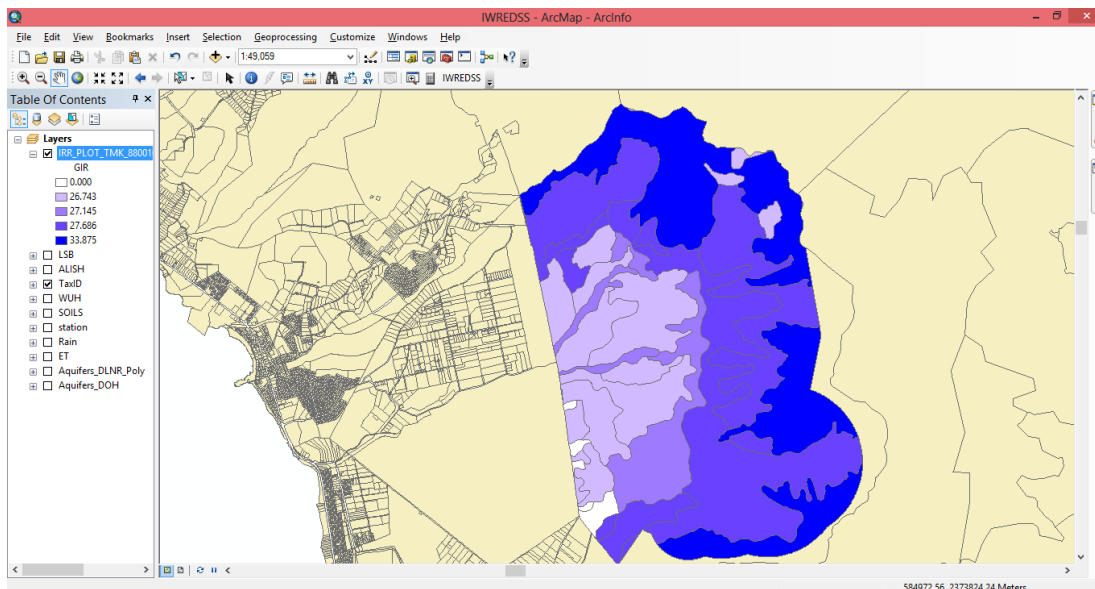 IWREDSS - ArcMap - ArcInfo
File Edit View Bookmarks Insert Selection Geoprocessing Customize Windows Help
1:49,059
IWREDSS
Table Of Contents
Layers
IRR_PLOT_TMK_88001
GIR
0.000
26.743
27.145
27.686
33.875
LSB
ALISH
TaxID
WUH
SOILS
station
Rain
ET
Aquifers_DLNR_Poly
Aquifers_DOH
584972.56 2373824.24 Meters